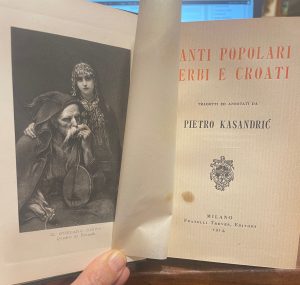 ANTI POPOLARI
ERBI E CROATI
TRADOTTI ED ANNOTATI DA
PIETRO KASANDRIĆ
MILANO
FRATELLI TREVES, EDITORI
1914